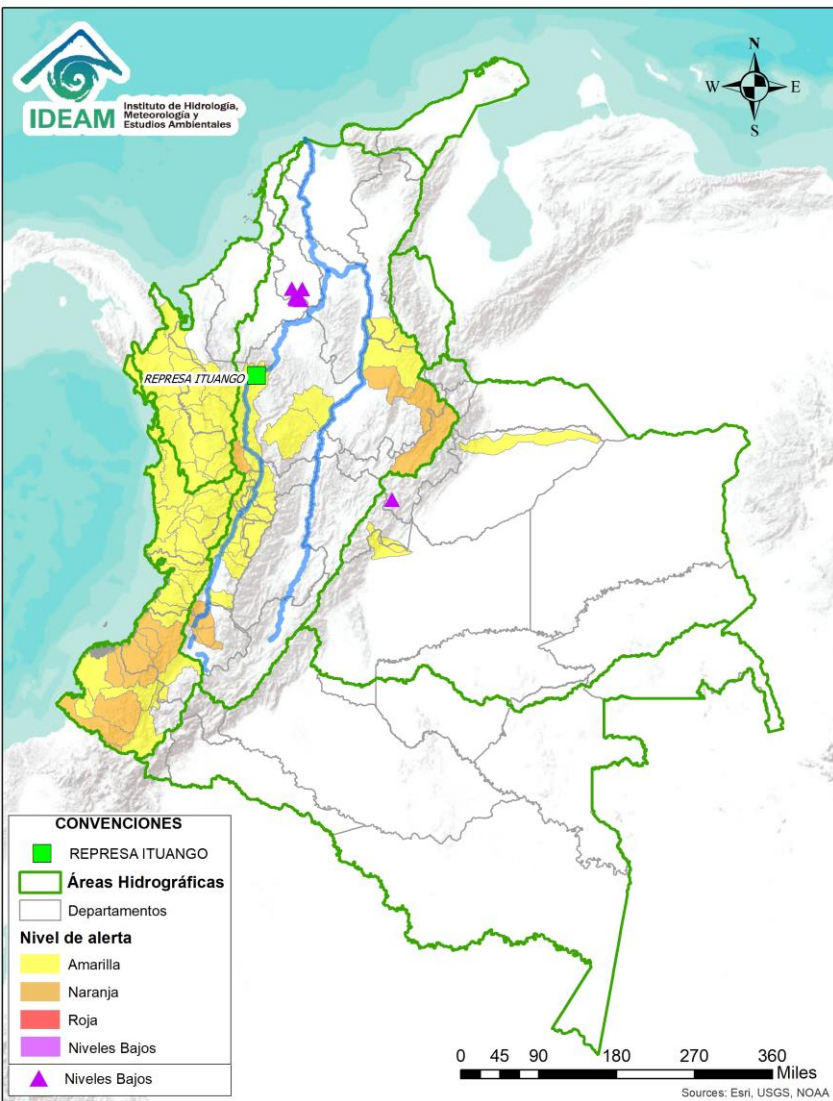 IDEAM
Instituto de Hidrología,
Meteorología y
Estudios Ambientales
N
W
E
S
REPRESA ITUANGO
CONVENCIONES
REPRESA ITUANGO
Áreas Hidrográficas
Departamentos
Nivel de alerta
Amarilla
Naranja
Roja
Niveles Bajos
Niveles Bajos
0 45 90 180 270 360
Miles
Sources: Esri, USGS, NOAA